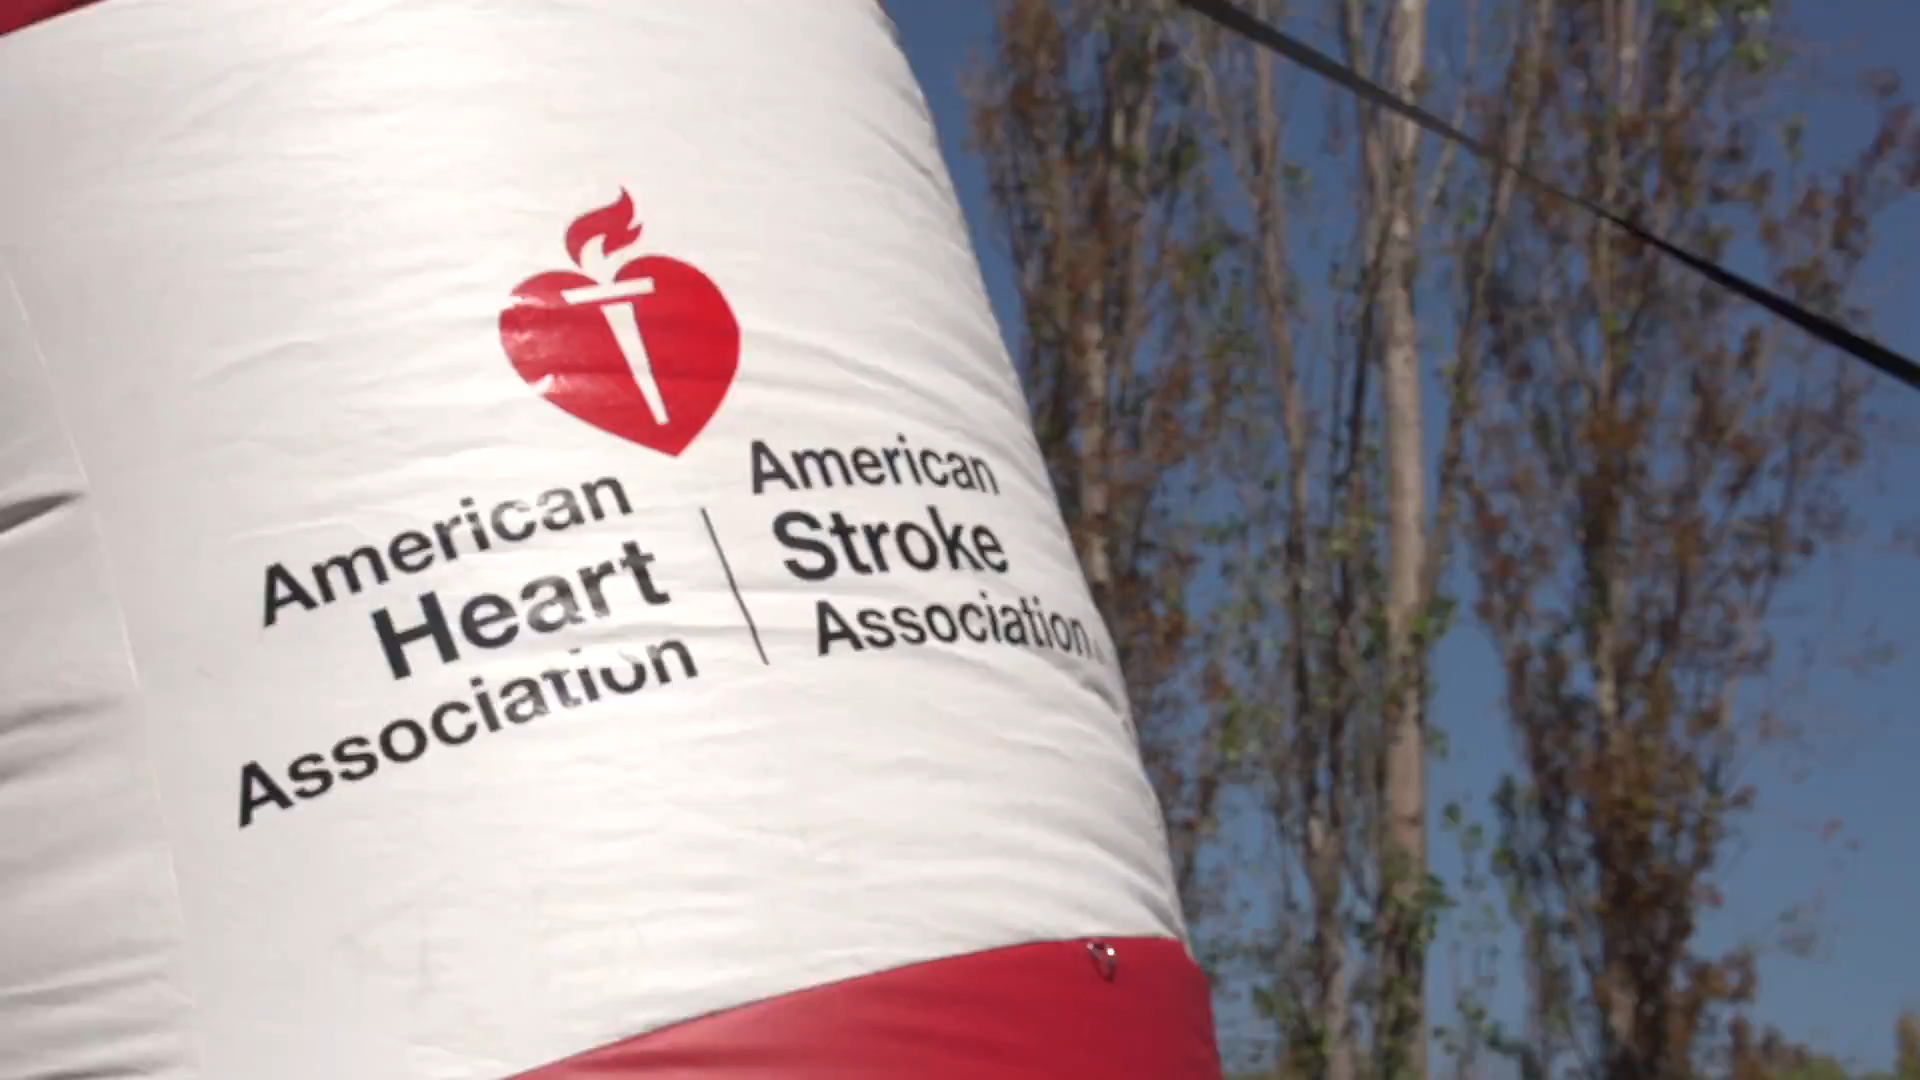 American
Heart
Association
American
Stroke
Association